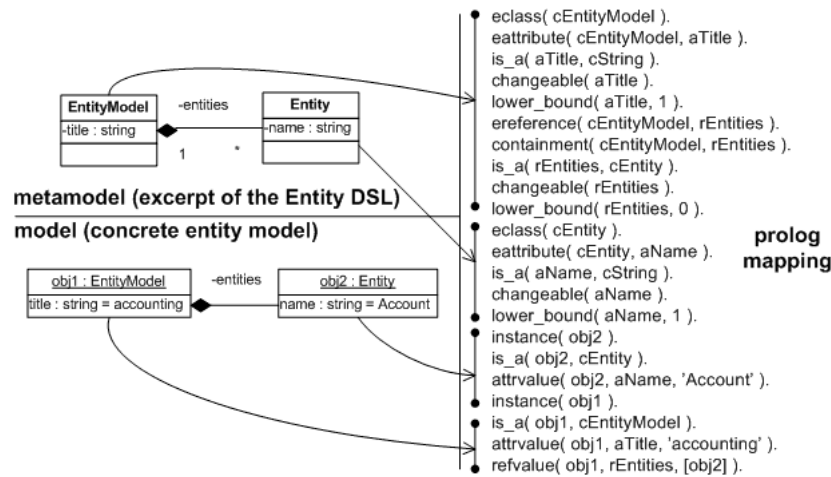 EntityModel
-title : string
-entities
1
*
Entity
-name : string
metamodel (excerpt of the Entity DSL)
model (concrete entity model)
obj1 : EntityModel
title : string = accounting
-entities
obj2 : Entity
name : string = Account
eclass( cEntityModel ).
eattribute( cEntityModel, aTitle ).
is_a( aTitle, cString ).
changeable( aTitle ).
lower_bound( aTitle, 1 ).
ereference( cEntityModel, rEntities ).
containment( cEntityModel, rEntities ).
is_a( rEntities, cEntity ).
changeable( rEntities ).
lower_bound( rEntities, 0 ).
eclass( cEntity ).
eattribute( cEntity, aName ).
is_a( aName, cString ).
changeable( aName ).
lower_bound( aName, 1 ).
instance( obj2 ).
is_a( obj2, cEntity ).
attrvalue( obj2, aName, 'Account' ).
instance( obj1 ).
is_a( obj1, cEntityModel ).
attrvalue( obj1, aTitle, 'accounting' ).
refvalue( obj1, rEntities, [obj2] ).
prolog
mapping